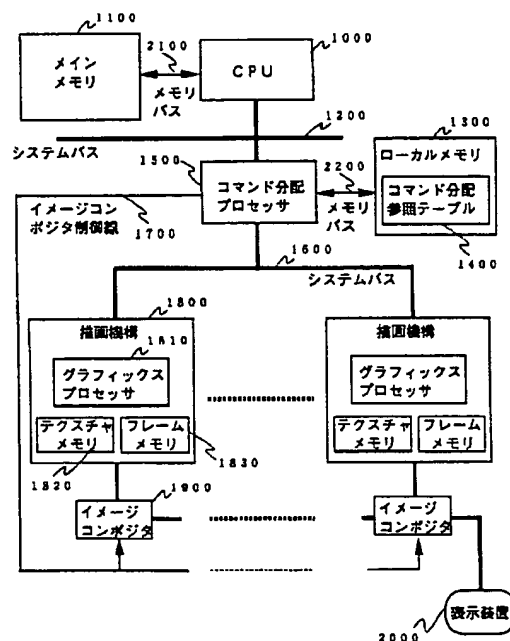 1100
メイン
メモリ
2100
メモリ
バス
1000
CPU
1200
システムバス
1500
コマンド分配
プロセッサ
2200
メモリ
バス
1300
ローカルメモリ
コマンド分配
参照テーブル
1400
イメージコン
ポジタ制御線
1700
1600
システムバス
1800
描画機構
1810
グラフィックス
プロセッサ
テクスチャ
メモリ
フレーム
メモリ
1820
1830
1900
イメージ
コンポジタ
描画機構
グラフィックス
プロセッサ
テクスチャ
メモリ
フレーム
メモリ
イメージ
コンポジタ
表示装置
2000